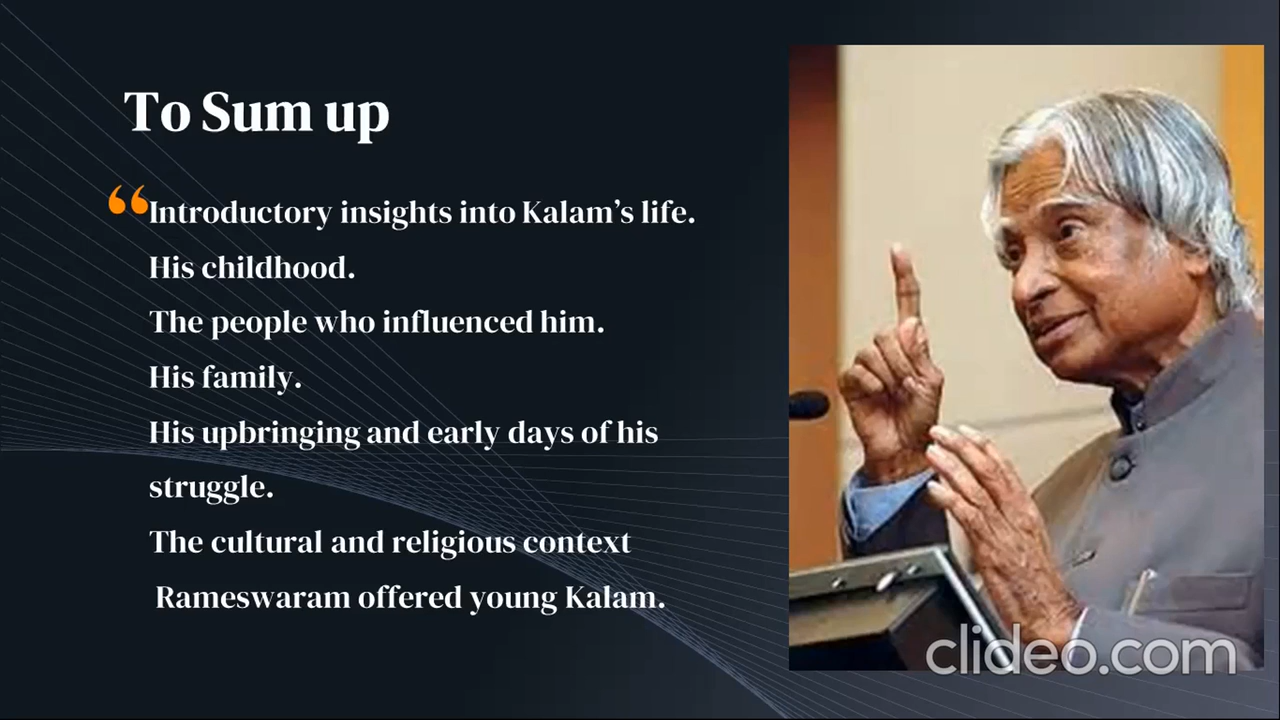 To Sum up
“Introductory insights into Kalam’s life.
His childhood.
The people who influenced him.
His family.
His upbringing and early days of his
struggle.
The cultural and religious context
Rameswaram offered young Kalam.
clideo.com